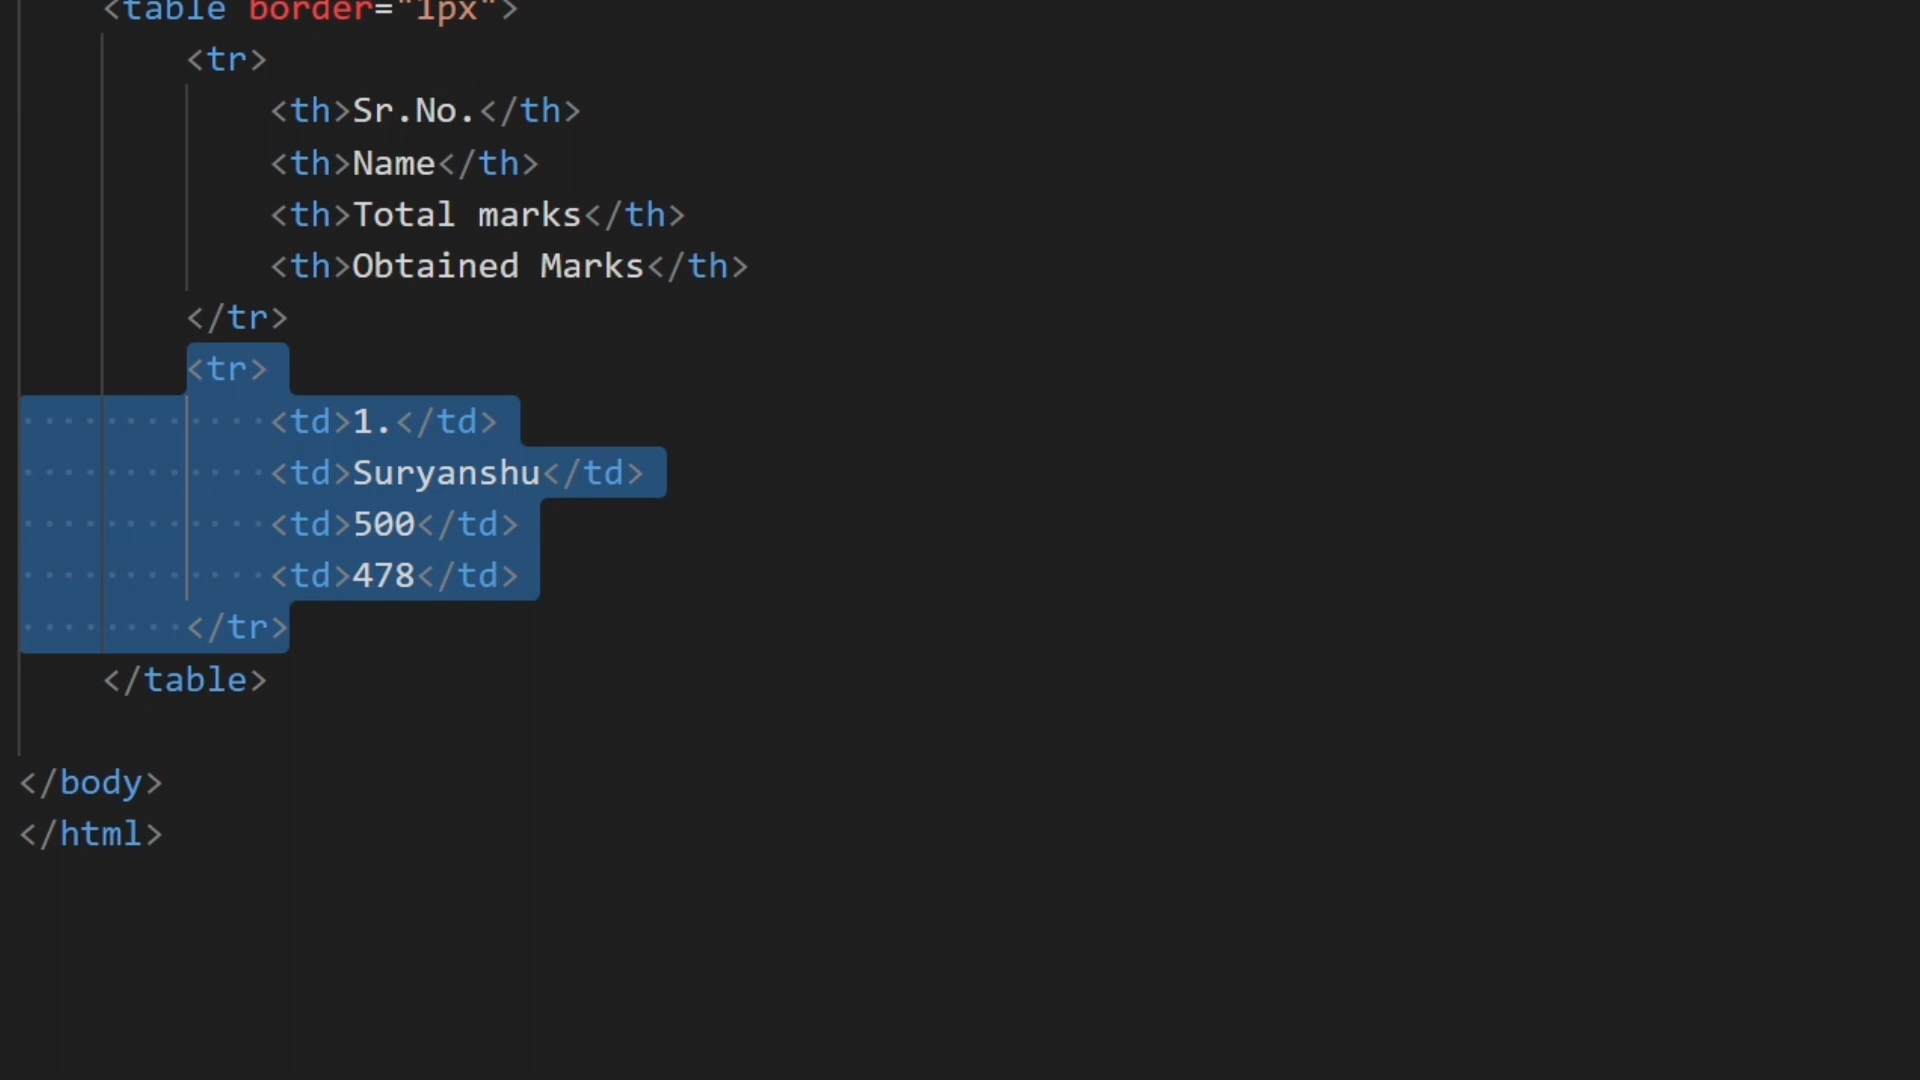 <table border="1px">
<tr>
<th>Sr.No.</th>
<th>Name</th>
<th>Total marks</th>
<th>Obtained Marks</th>
</tr>
<tr>
<td>1.</td>
<td>Suryanshu</td>
<td>500</td>
<td>478</td>
</tr>
</table>
</body>
</html>